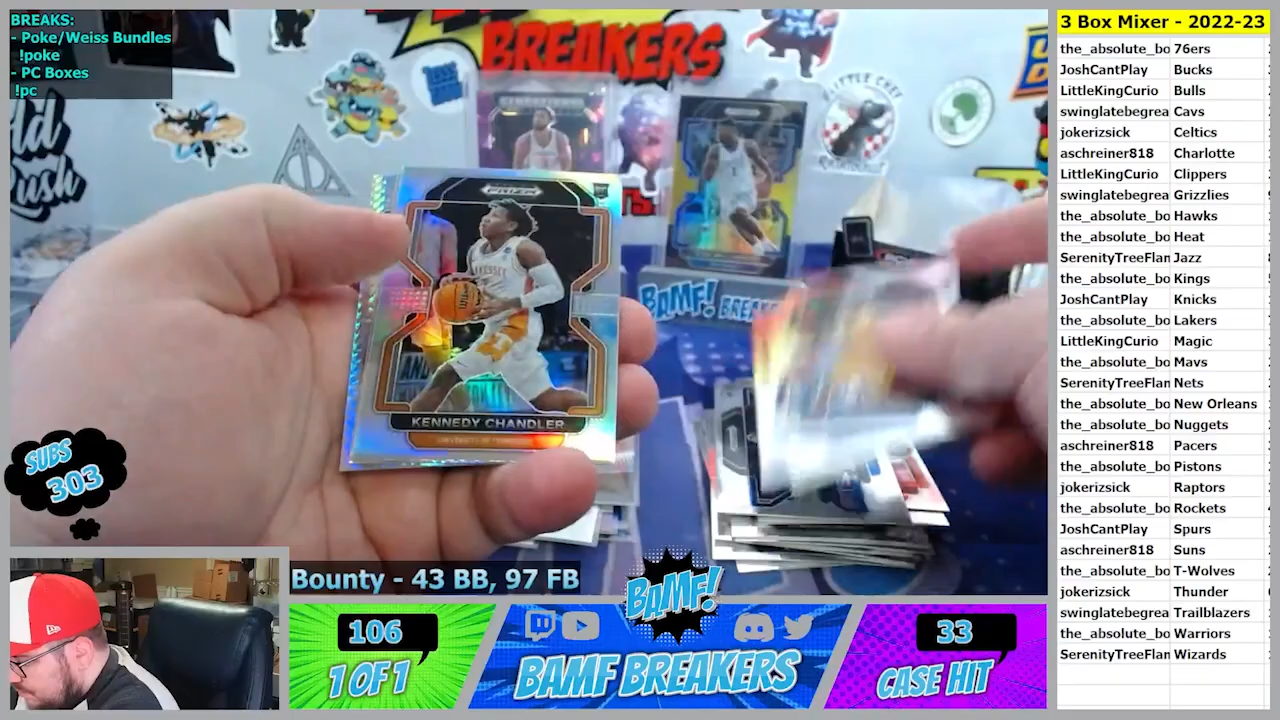 BREAKS:
- Poke/Weiss Bundles
!poke
- PC Boxes
!pc
BREAKERS
PRIZM
KENNEDY CHANDLER
BAMF! BREA
SUBS
303
Bounty - 43 BB, 97 FB
BAMF!
106
1 OF 1
BAMF BREAKERS
33
CASE HIT
3 Box Mixer - 2022-23
the_absolute_bo 76ers
JoshCantPlay Bucks
LittleKingCurio Bulls
swinglatebegrea Cavs
jokerizsick Celtics
aschreiner818 Charlotte
LittleKingCurio Clippers
swinglatebegrea Grizzlies
the_absolute_bo Hawks
the_absolute_bo Heat
SerenityTreeFlan Jazz
the_absolute_bo Kings
JoshCantPlay Knicks
the_absolute_bo Lakers
LittleKingCurio Magic
the_absolute_bo Mavs
SerenityTreeFlan Nets
the_absolute_bo New Orleans
the_absolute_bo Nuggets
aschreiner818 Pacers
the_absolute_bo Pistons
jokerizsick Raptors
the_absolute_bo Rockets
JoshCantPlay Spurs
aschreiner818 Suns
the_absolute_bo T-Wolves
jokerizsick Thunder
swinglatebegrea Trailblazers
the_absolute_bo Warriors
SerenityTreeFlan Wizards